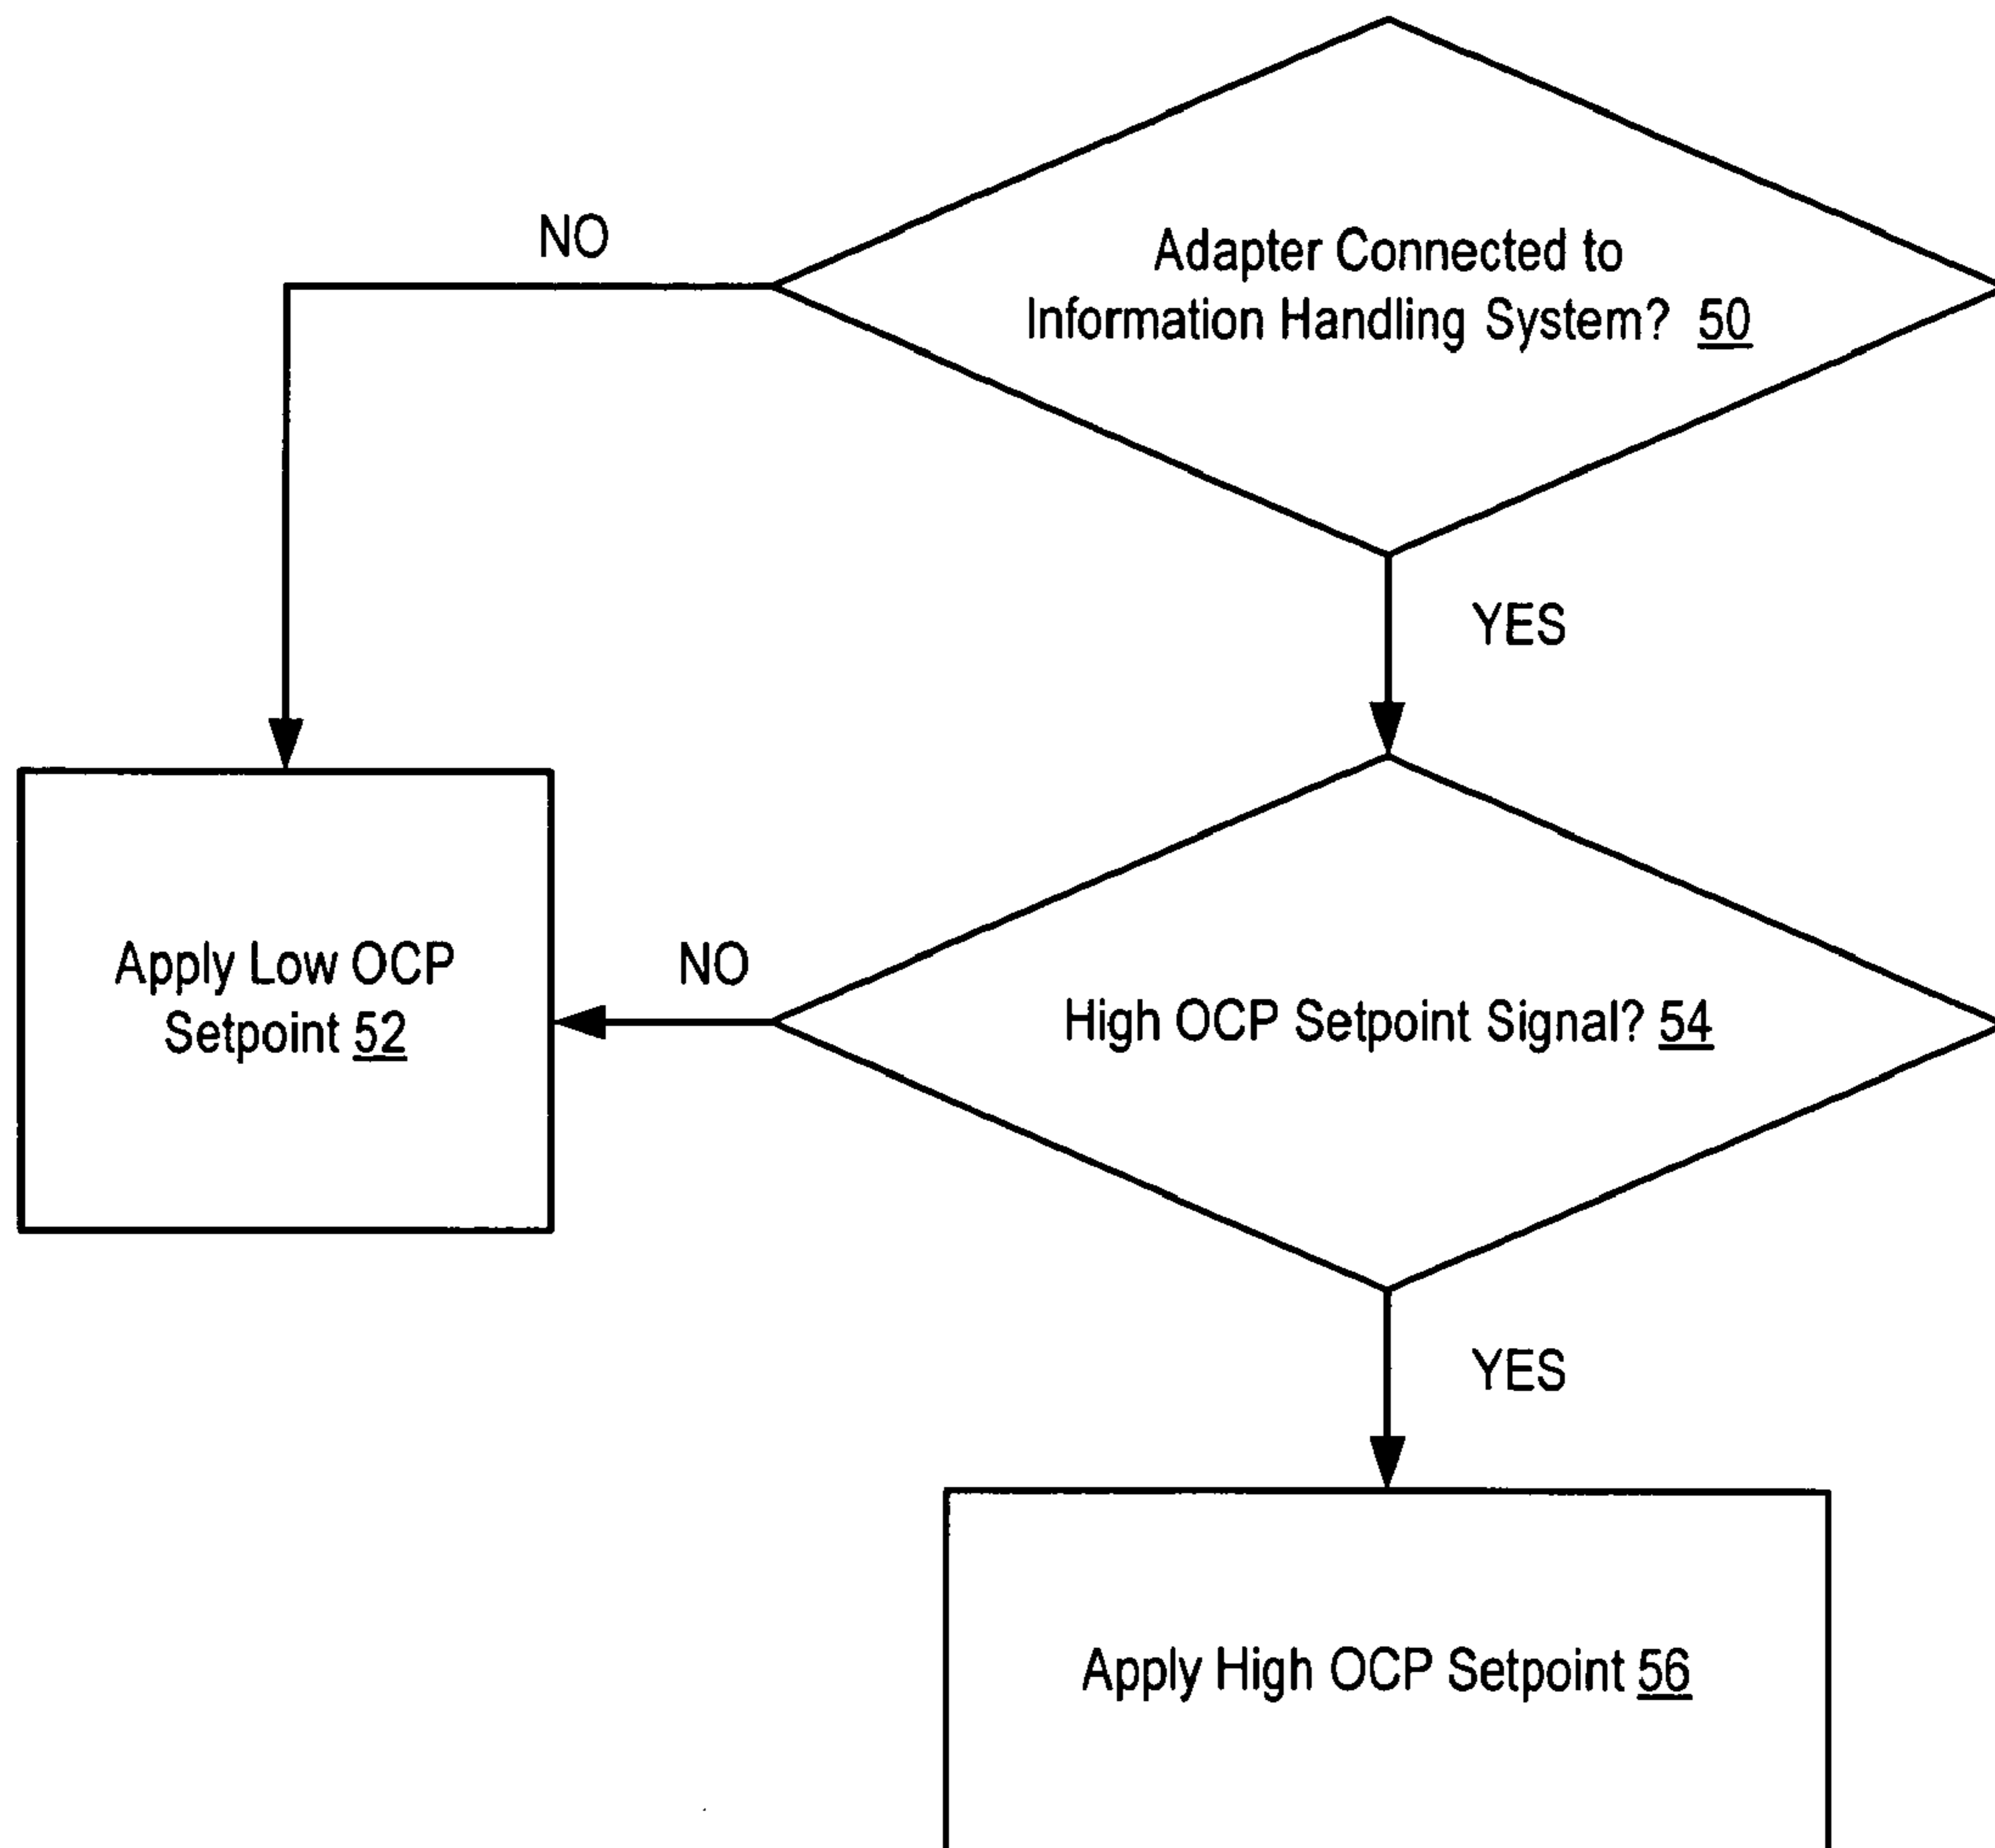 NO
Adapter Connected to
Information Handling System? 50
YES
Apply Low OCP
Setpoint 52
NO
High OCP Setpoint Signal? 54
YES
Apply High OCP Setpoint 56